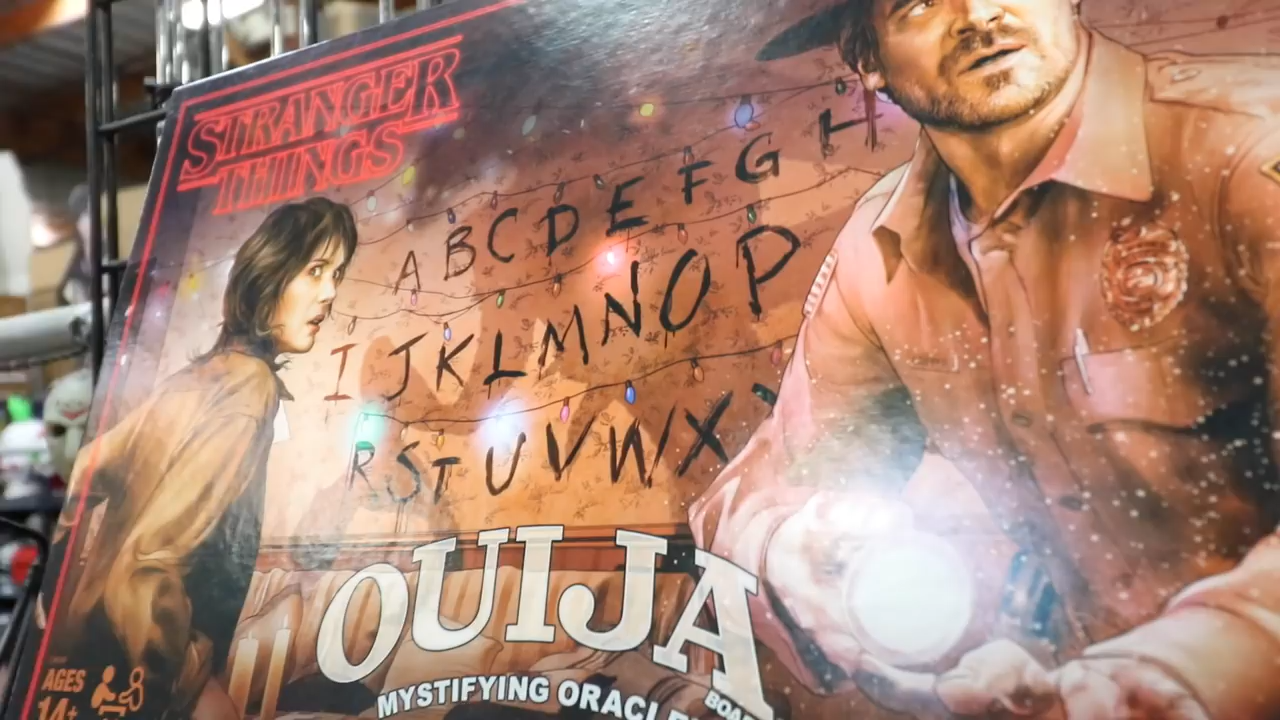 STRANGER
THINGS
A B C D E F G H
I J K L M N O P
R S T U V W X
OUIJA
BOARD
MYSTIFYING ORACLE
AGES
14+